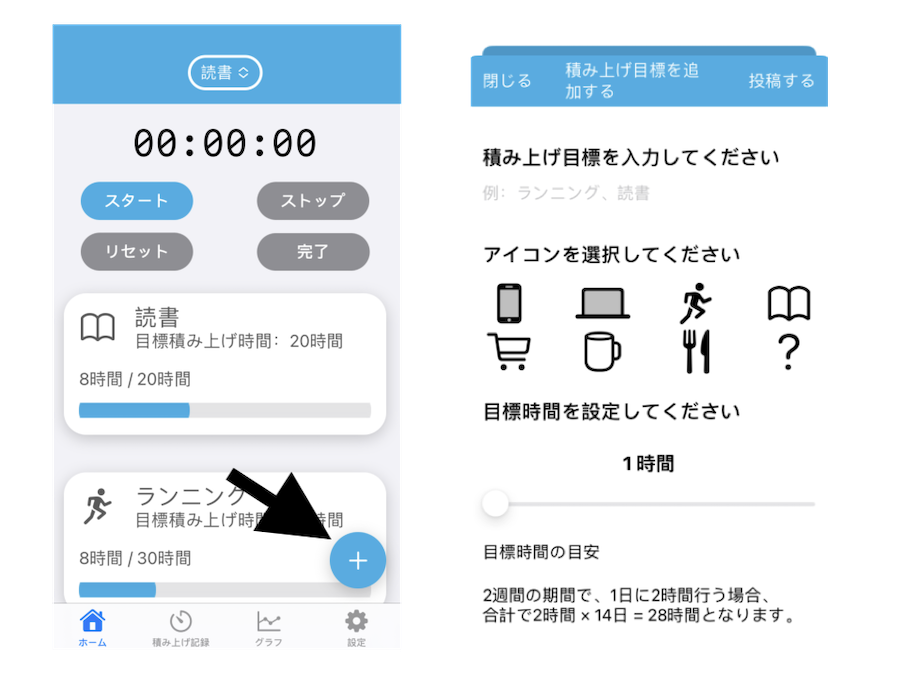 読書
00:00:00
スタート
ストップ
リセット
完了
読書
目標積み上げ時間：20時間
8時間 / 20時間
ランニング
目標積み上げ時
時間
8時間 / 30時間
+
ホーム
積み上げ記録
グラフ
設定
閉じる
積み上げ目標を追
加する
投稿する
積み上げ目標を入力してください
例：ランニング、読書
アイコンを選択してください
?
目標時間を設定してください
1時間
目標時間の目安
2週間の期間で、1日に2時間行う場合、
合計で2時間 × 14日 = 28時間となります。